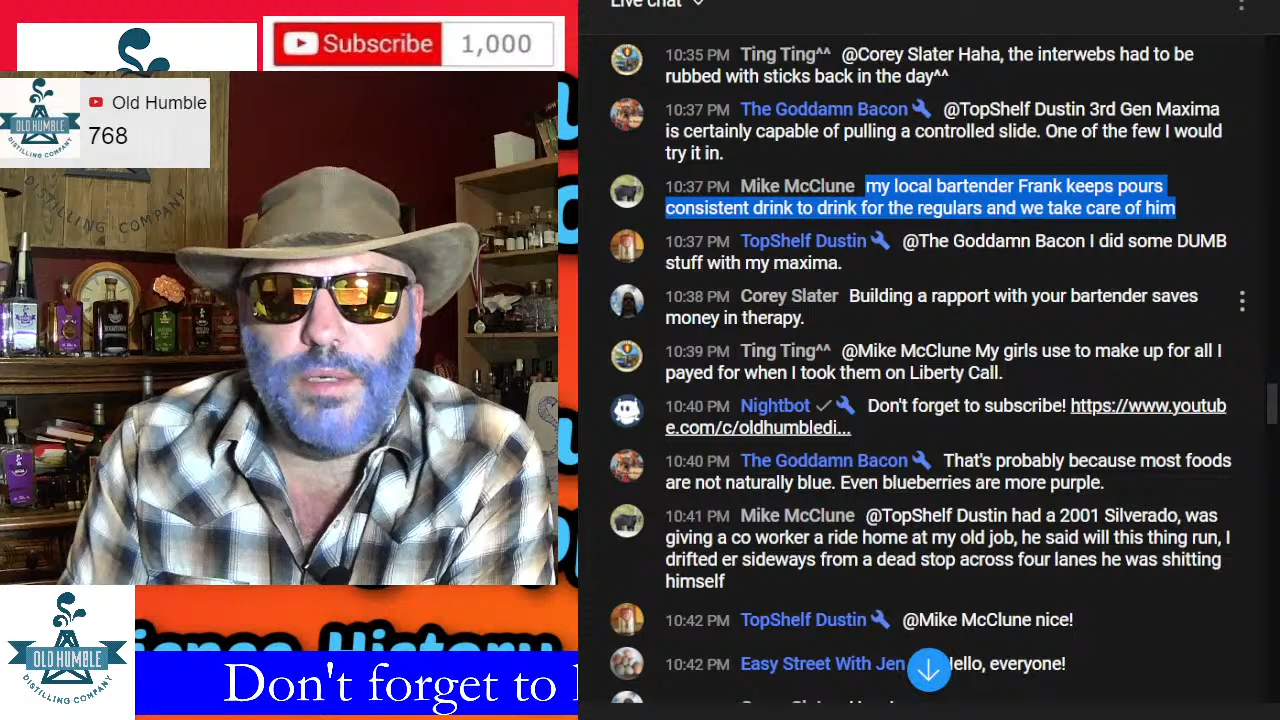 Subscribe 1,000
Old Humble
768
OLD HUMBLE
DISTILLING COMPANY
DISTILLING COMPANY
OLD HUMBLE
DISTILLING COMPANY
Don't forget to
Live chat
10:35 PM Ting Ting^^ @Corey Slater Haha, the interwebs had to be
rubbed with sticks back in the day^^
10:37 PM The Goddamn Bacon @TopShelf Dustin 3rd Gen Maxima
is certainly capable of pulling a controlled slide. One of the few I would
try it in.
10:37 PM Mike McClune my local bartender Frank keeps pours
consistent drink to drink for the regulars and we take care of him
10:37 PM TopShelf Dustin @The Goddamn Bacon I did some DUMB
stuff with my maxima.
10:38 PM Corey Slater Building a rapport with your bartender saves
money in therapy.
10:39 PM Ting Ting^^ @Mike McClune My girls use to make up for all I
payed for when I took them on Liberty Call.
10:40 PM Nightbot Don't forget to subscribe! https://www.youtub
e.com/c/oldhumbledi...
10:40 PM The Goddamn Bacon That's probably because most foods
are not naturally blue. Even blueberries are more purple.
10:41 PM Mike McClune @TopShelf Dustin had a 2001 Silverado, was
giving a co worker a ride home at my old job, he said will this thing run, I
drifted er sideways from a dead stop across four lanes he was shitting
himself
10:42 PM TopShelf Dustin @Mike McClune nice!
10:42 PM Easy Street With Jen Hello, everyone!